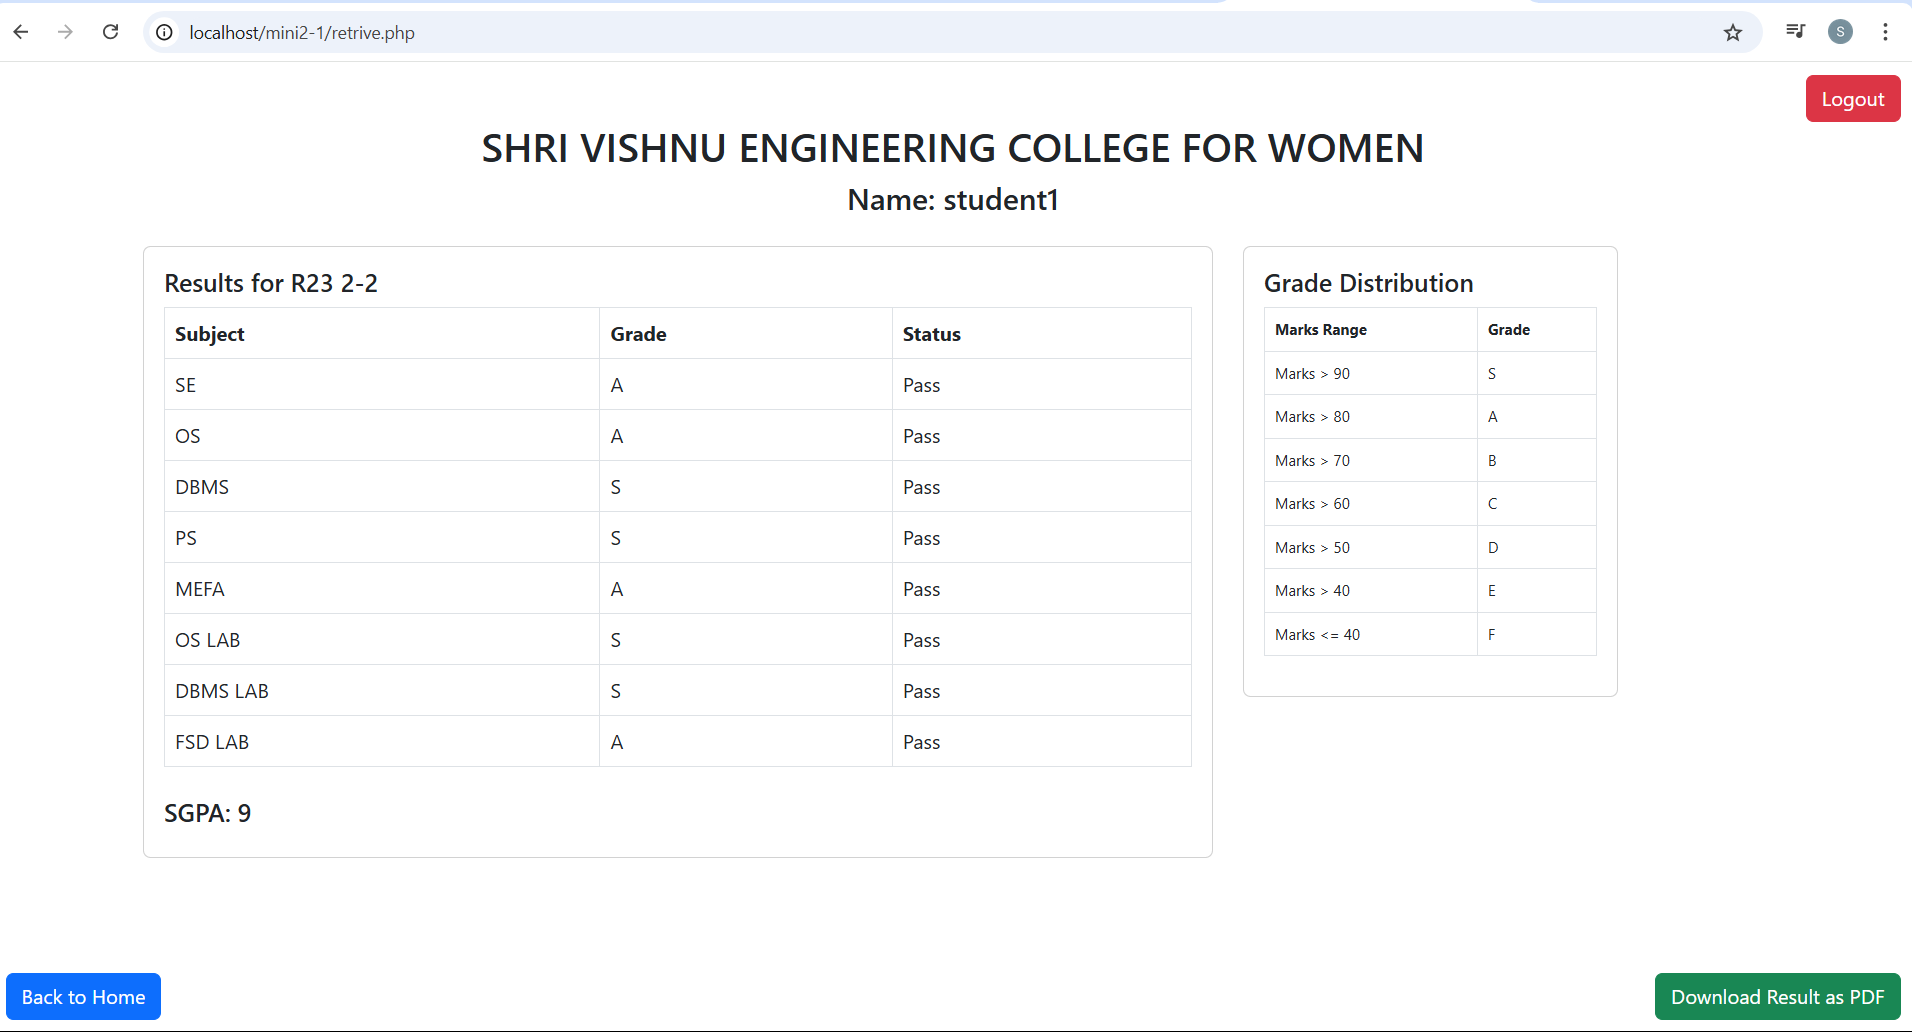 localhost/mini2-1/retrive.php
S
Logout
SHRI VISHNU ENGINEERING COLLEGE FOR WOMEN
Name: student1
Results for R23 2-2
Subject Grade Status
SE A Pass
OS A Pass
DBMS S Pass
PS S Pass
MEFA A Pass
OS LAB S Pass
DBMS LAB S Pass
FSD LAB A Pass
SGPA: 9
Grade Distribution
Marks Range Grade
Marks > 90 S
Marks > 80 A
Marks > 70 B
Marks > 60 C
Marks > 50 D
Marks > 40 E
Marks <= 40 F
Back to Home
Download Result as PDF